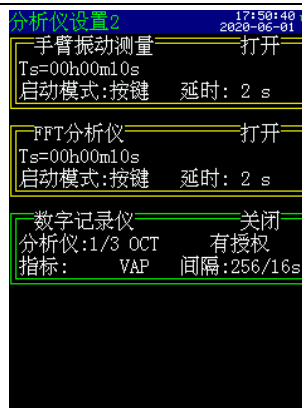 分析仪设置2 17:50:40
2020-06-01
手臂振动测量 打开
Ts=00h00m10s
启动模式:按键 延时: 2 s
FFT分析仪 打开
Ts=00h00m10s
启动模式:按键 延时: 2 s
数字记录仪 关闭
分析仪:1/3 OCT 有授权
指标: VAP 间隔:256/16s